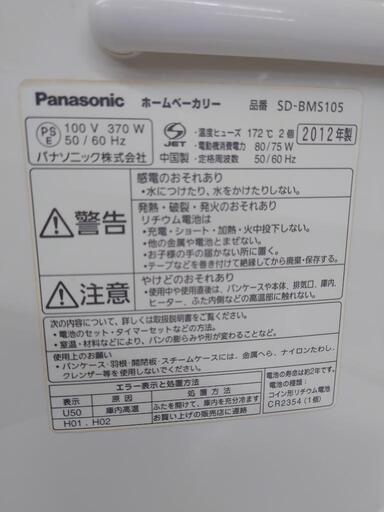 Panasonic ホームベーカリー 品番 SD-BMS105
PS E 100 V 370 W 50 / 60 Hz
パナソニック株式会社
S JET
中国製
・温度ヒューズ 172 ℃ 2 個
・電動機消費電力 80 / 75 W
・定格周波数 50 / 60 Hz
2012年製
警告
感電のおそれあり
・水につけたり、水をかけたりしない。
発熱・破裂・発火のおそれあり
リチウム電池は
・充電・ショート・加熱・火中投下しない。
・他の金属や電池とまぜない。
・お子様の手の届かない所に置く。
・テープなどを巻き付けて絶縁してから廃棄・保存する。
注意
やけどのおそれあり
・使用中や使用直後は、パンケースや本体、排気口、庫内、
ヒーター、ふた内側などの高温部に触れない。
次の内容について、詳しくは取扱説明書をご覧ください
・電池のセット・タイマーセットなどの方法
・室温・材料などにより、パンの膨らみや形が変わることも
使用上のお願い
・パンケース・羽根・開閉板・スチームケースには、金属へら、ナイロンたわし、
クレンザー等を使用しないでください。
エラー表示と処置方法
表示 原因 処置方法
U50 庫内高温 ふたを開けて、庫内を充分冷ます
H01、H02 お買い上げの販売店に連絡
電池の寿命は約2年です。
電池の種類:
コイン形リチウム電池
CR2354 (1個)